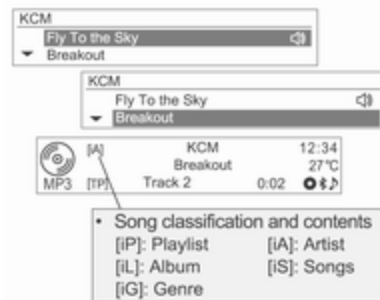 KCM
Fly To the Sky
Breakout
KCM
Fly To the Sky
Breakout
[iA] KCM 12:34
Breakout 27°C
MP3 [TP] Track 2 0:02
• Song classification and contents
[iP]: Playlist [iA]: Artist
[iL]: Album [iS]: Songs
[iG]: Genre